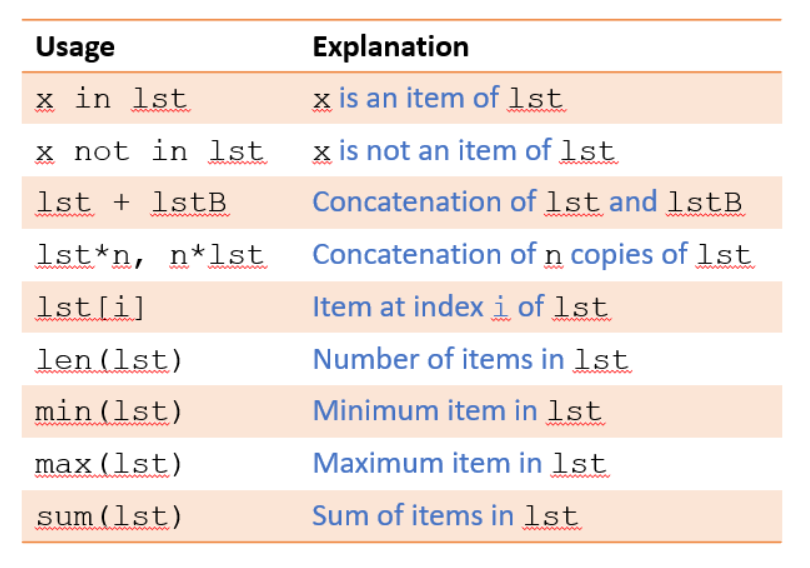 Usage Explanation
x in lst x is an item of lst
x not in lst x is not an item of lst
lst + lstB Concatenation of lst and lstB
lst*n, n*lst Concatenation of n copies of lst
lst[i] Item at index i of lst
len(lst) Number of items in lst
min(lst) Minimum item in lst
max(lst) Maximum item in lst
sum(lst) Sum of items in lst